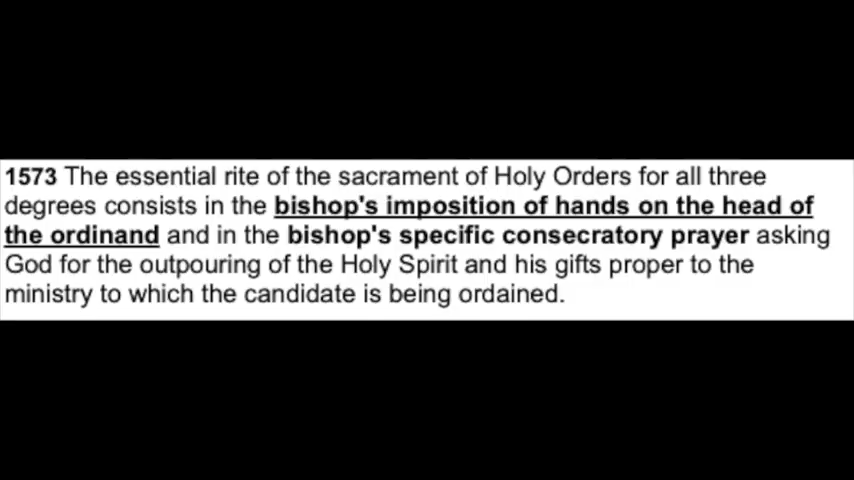 1573 The essential rite of the sacrament of Holy Orders for all three
degrees consists in the bishop's imposition of hands on the head of
the ordinand and in the bishop's specific consecratory prayer asking
God for the outpouring of the Holy Spirit and his gifts proper to the
ministry to which the candidate is being ordained.